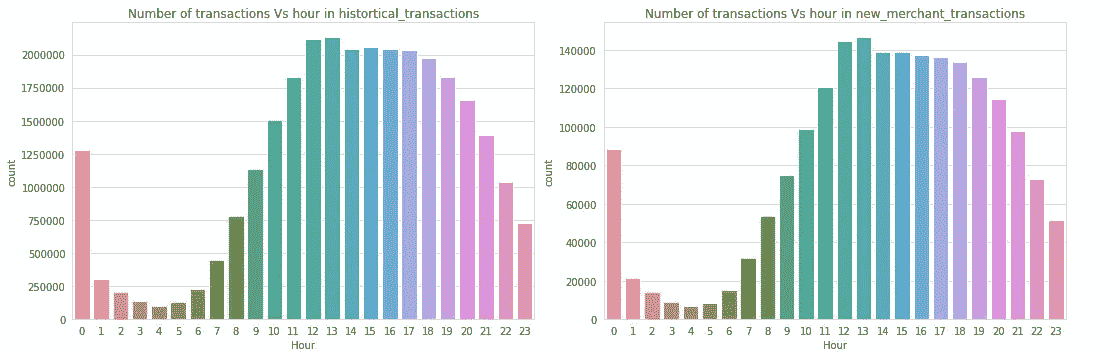 Number of transactions Vs hour in histortical_transactions
2000000
1750000
1500000
1250000
1000000
750000
500000
250000
0
count
0 1 2 3 4 5 6 7 8 9 10 11 12 13 14 15 16 17 18 19 20 21 22 23
Hour
Number of transactions Vs hour in new_merchant_transactions
140000
120000
100000
80000
60000
40000
20000
0
count
0 1 2 3 4 5 6 7 8 9 10 11 12 13 14 15 16 17 18 19 20 21 22 23
Hour